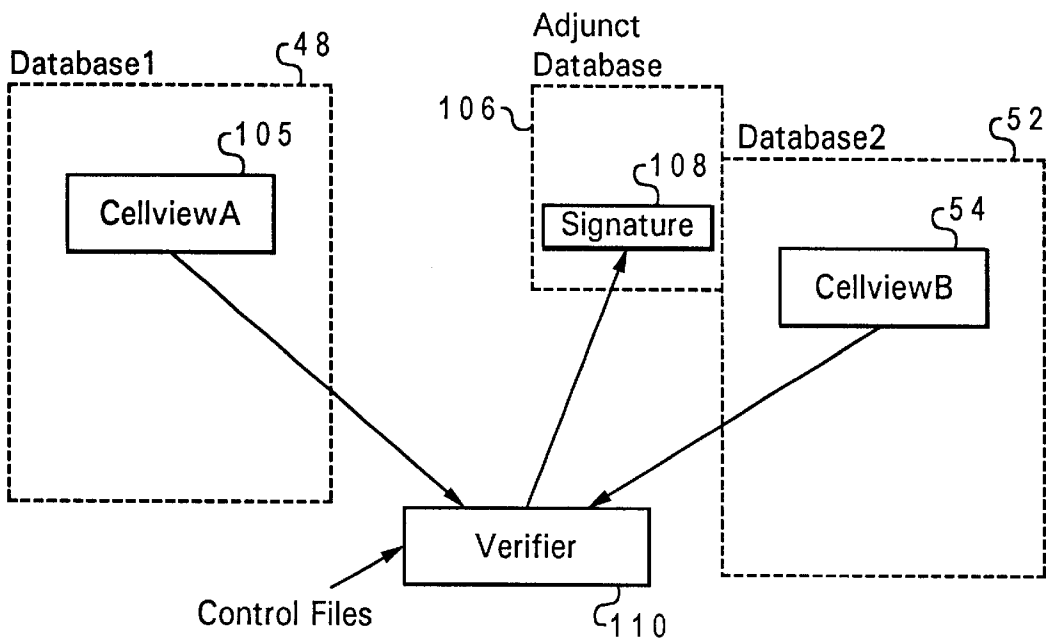 Adjunct
Database
Database1
48
106
Database2
52
105
CellviewA
108
Signature
54
CellviewB
Verifier
Control Files
110